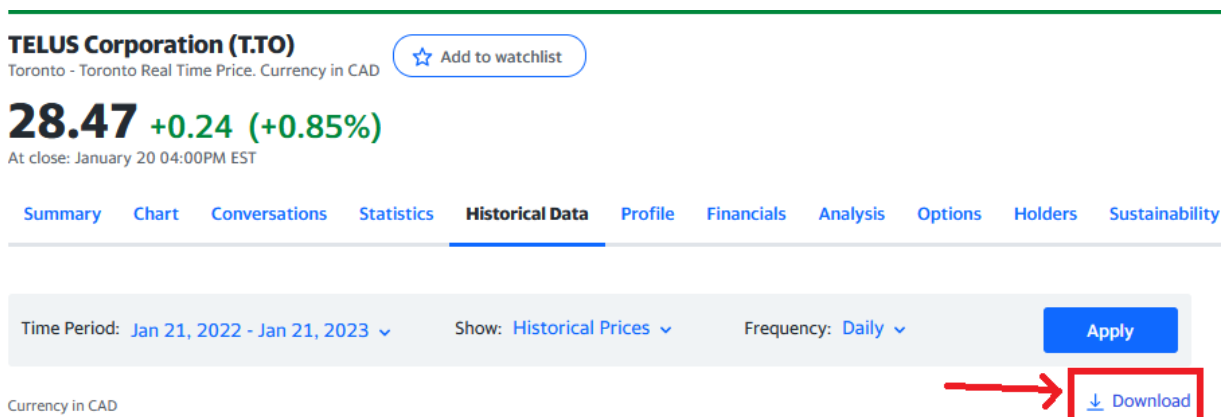 TELUS Corporation (T.TO)
Add to watchlist
Toronto - Toronto Real Time Price. Currency in CAD
28.47 +0.24 (+0.85%)
At close: January 20 04:00PM EST
Summary Chart Conversations Statistics Historical Data Profile Financials Analysis Options Holders Sustainability
Time Period: Jan 21, 2022 - Jan 21, 2023 Show: Historical Prices Frequency: Daily Apply
Currency in CAD Download